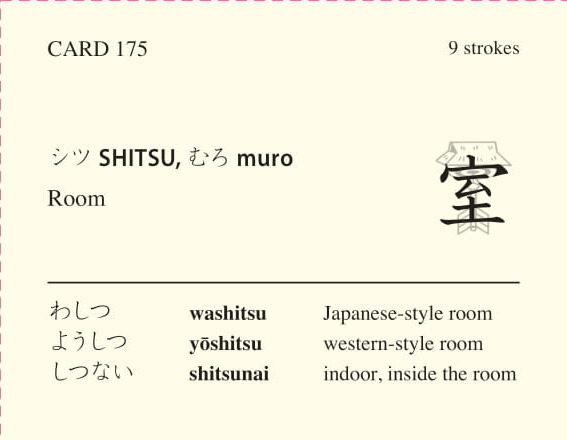 CARD 175 9 strokes
シツ SHITSU, むろ muro
Room
室
わしつ washitsu Japanese-style room
ようしつ yōshitsu western-style room
しつない shitsunai indoor, inside the room